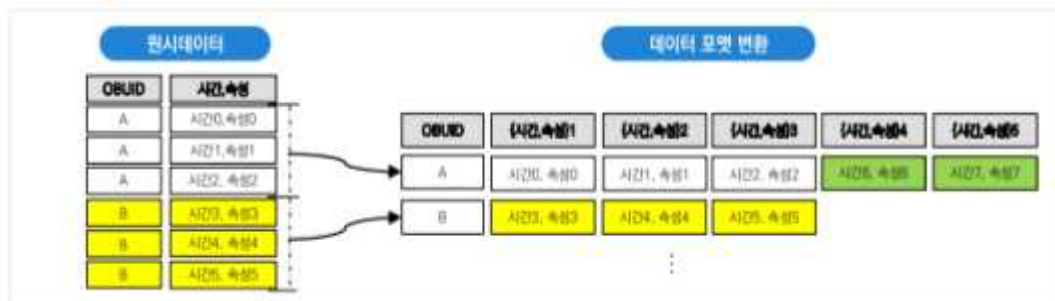 원시데이터
데이터 포맷 변환
OBUID 시간,속성
A 시간0,속성0
A 시간1,속성1
A 시간2, 속성2
B 시간3, 속성3
B 시간4, 속성4
B 시간5, 속성5
OBUID {시간,속성}1 {시간,속성}2 {시간,속성}3 {시간,속성}4 {시간,속성}5
A 시간0, 속성0 시간1, 속성1 시간2, 속성2 시간6, 속성6 시간7, 속성7
B 시간3, 속성3 시간4, 속성4 시간5, 속성5